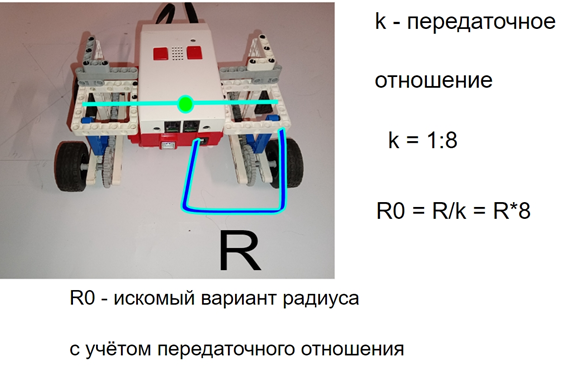 k - передаточное
отношение
k = 1:8
R0 = R/k = R*8
R
R0 - искомый вариант радиуса
с учётом передаточного отношения